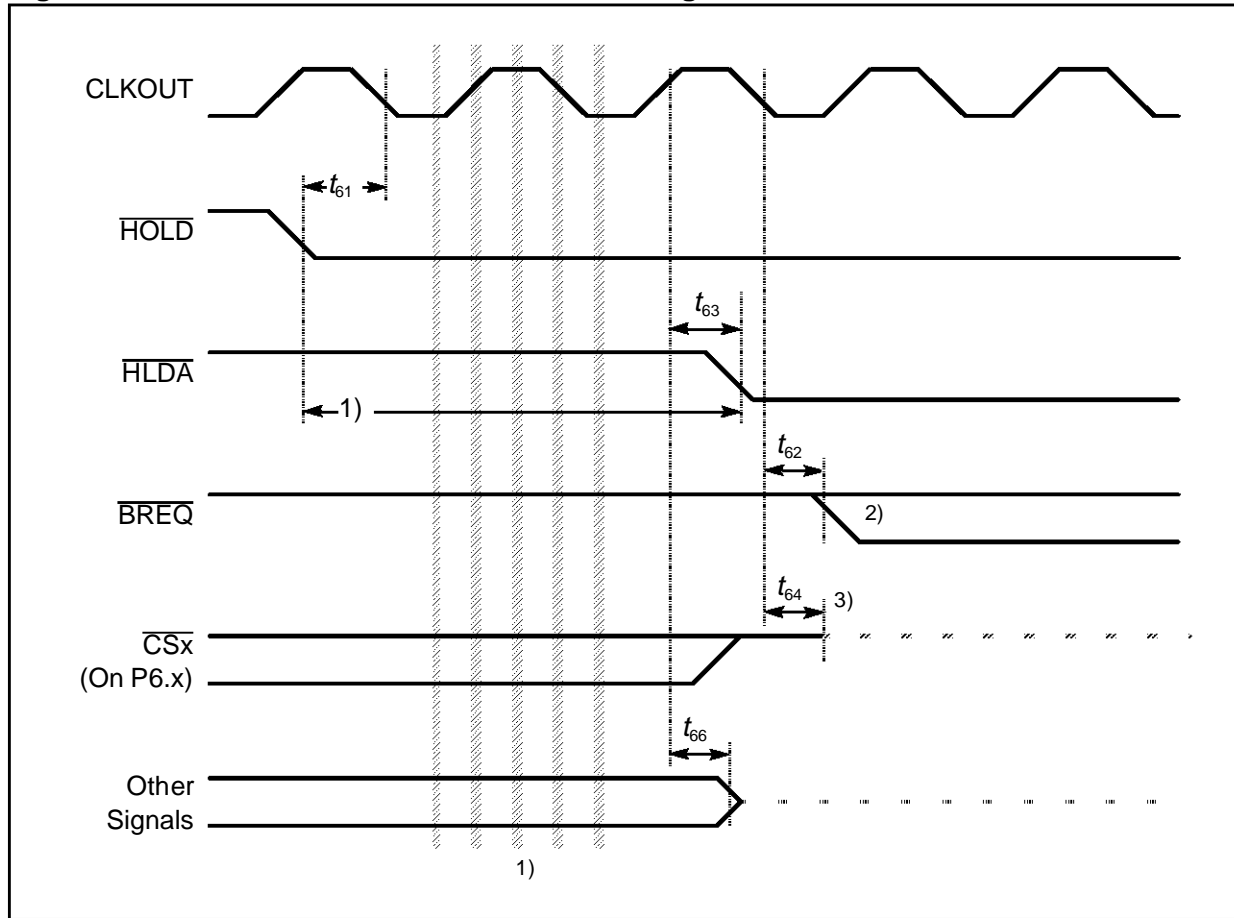 CLKOUT
t61
HOLD
t63
HLDA
1)
t62
BREQ
2)
t64
3)
CSx
(On P6.x)
t66
Other
Signals
1)